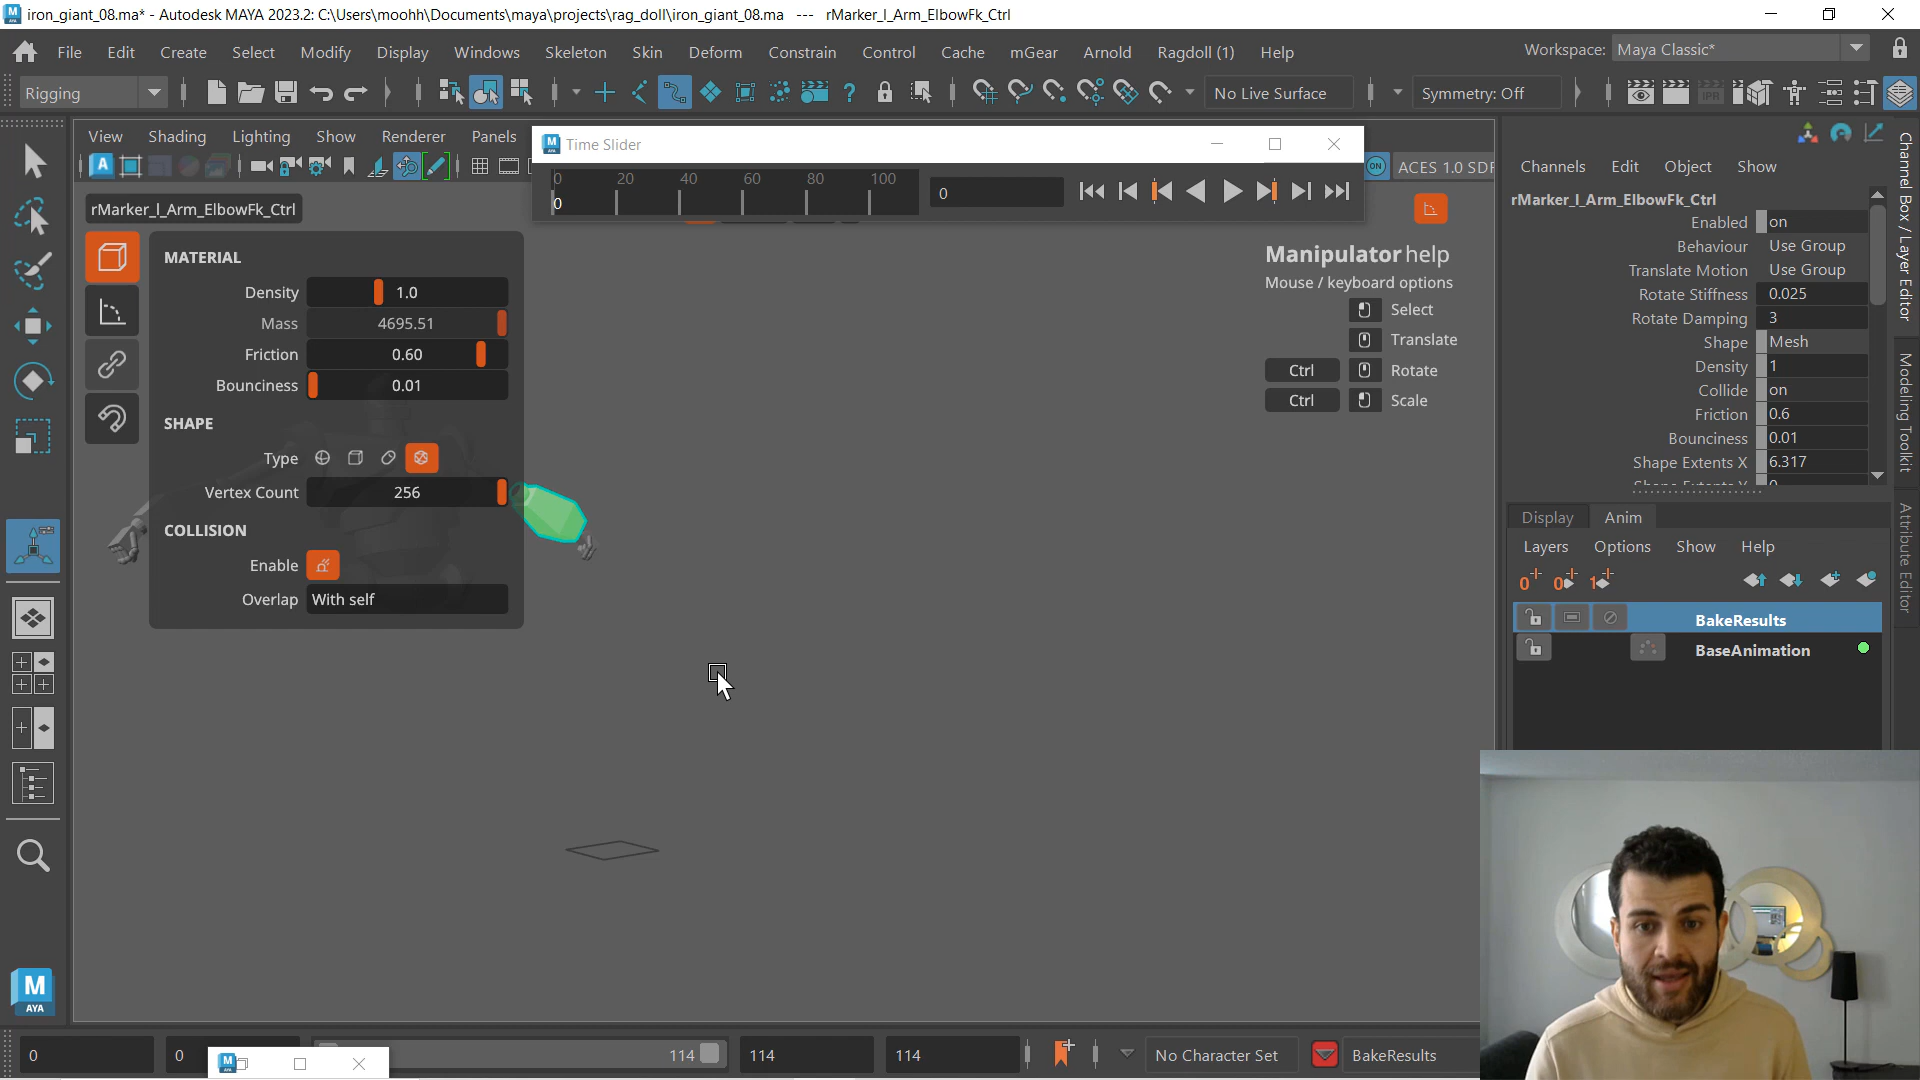 iron_giant_08.ma* - Autodesk MAYA 2023.2: C:\Users\moohh\Documents\maya\projects\rag_doll\iron_giant_08.ma --- rMarker_l_Arm_ElbowFk_Ctrl
File Edit Create Select Modify Display Windows Skeleton Skin Deform Constrain Control Cache mGear Arnold Ragdoll (1) Help
Workspace: Maya Classic*
Rigging
No Live Surface
Symmetry: Off
View Shading Lighting Show Renderer Panels
Time Slider
0 20 40 60 80 100
0
0
ON ACES 1.0 SDR
rMarker_l_Arm_ElbowFk_Ctrl
MATERIAL
Density 1.0
Mass 4695.51
Friction 0.60
Bounciness 0.01
SHAPE
Type
Vertex Count 256
COLLISION
Enable
Overlap With self
Manipulator help
Mouse / keyboard options
Select
Translate
Ctrl Rotate
Ctrl Scale
Channels Edit Object Show
rMarker_l_Arm_ElbowFk_Ctrl
Enabled on
Behaviour Use Group
Translate Motion Use Group
Rotate Stiffness 0.025
Rotate Damping 3
Shape Mesh
Density 1
Collide on
Friction 0.6
Bounciness 0.01
Shape Extents X 6.317
Channel Box / Layer Editor
Modeling Toolkit
Attribute Editor
Display Anim
Layers Options Show Help
BakeResults
BaseAnimation
M
AYA
0
0
114
114
114
No Character Set
BakeResults